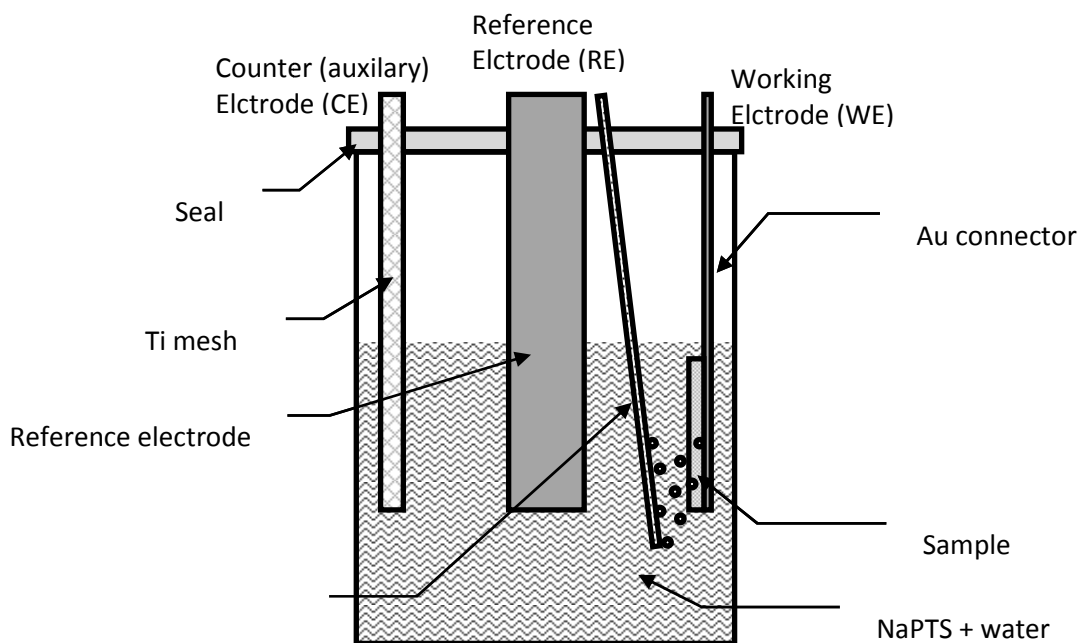 Reference
Elctrode (RE)
Counter (auxilary)
Elctrode (CE)
Working
Elctrode (WE)
Seal
Au connector
Ti mesh
Reference electrode
Sample
NaPTS + water